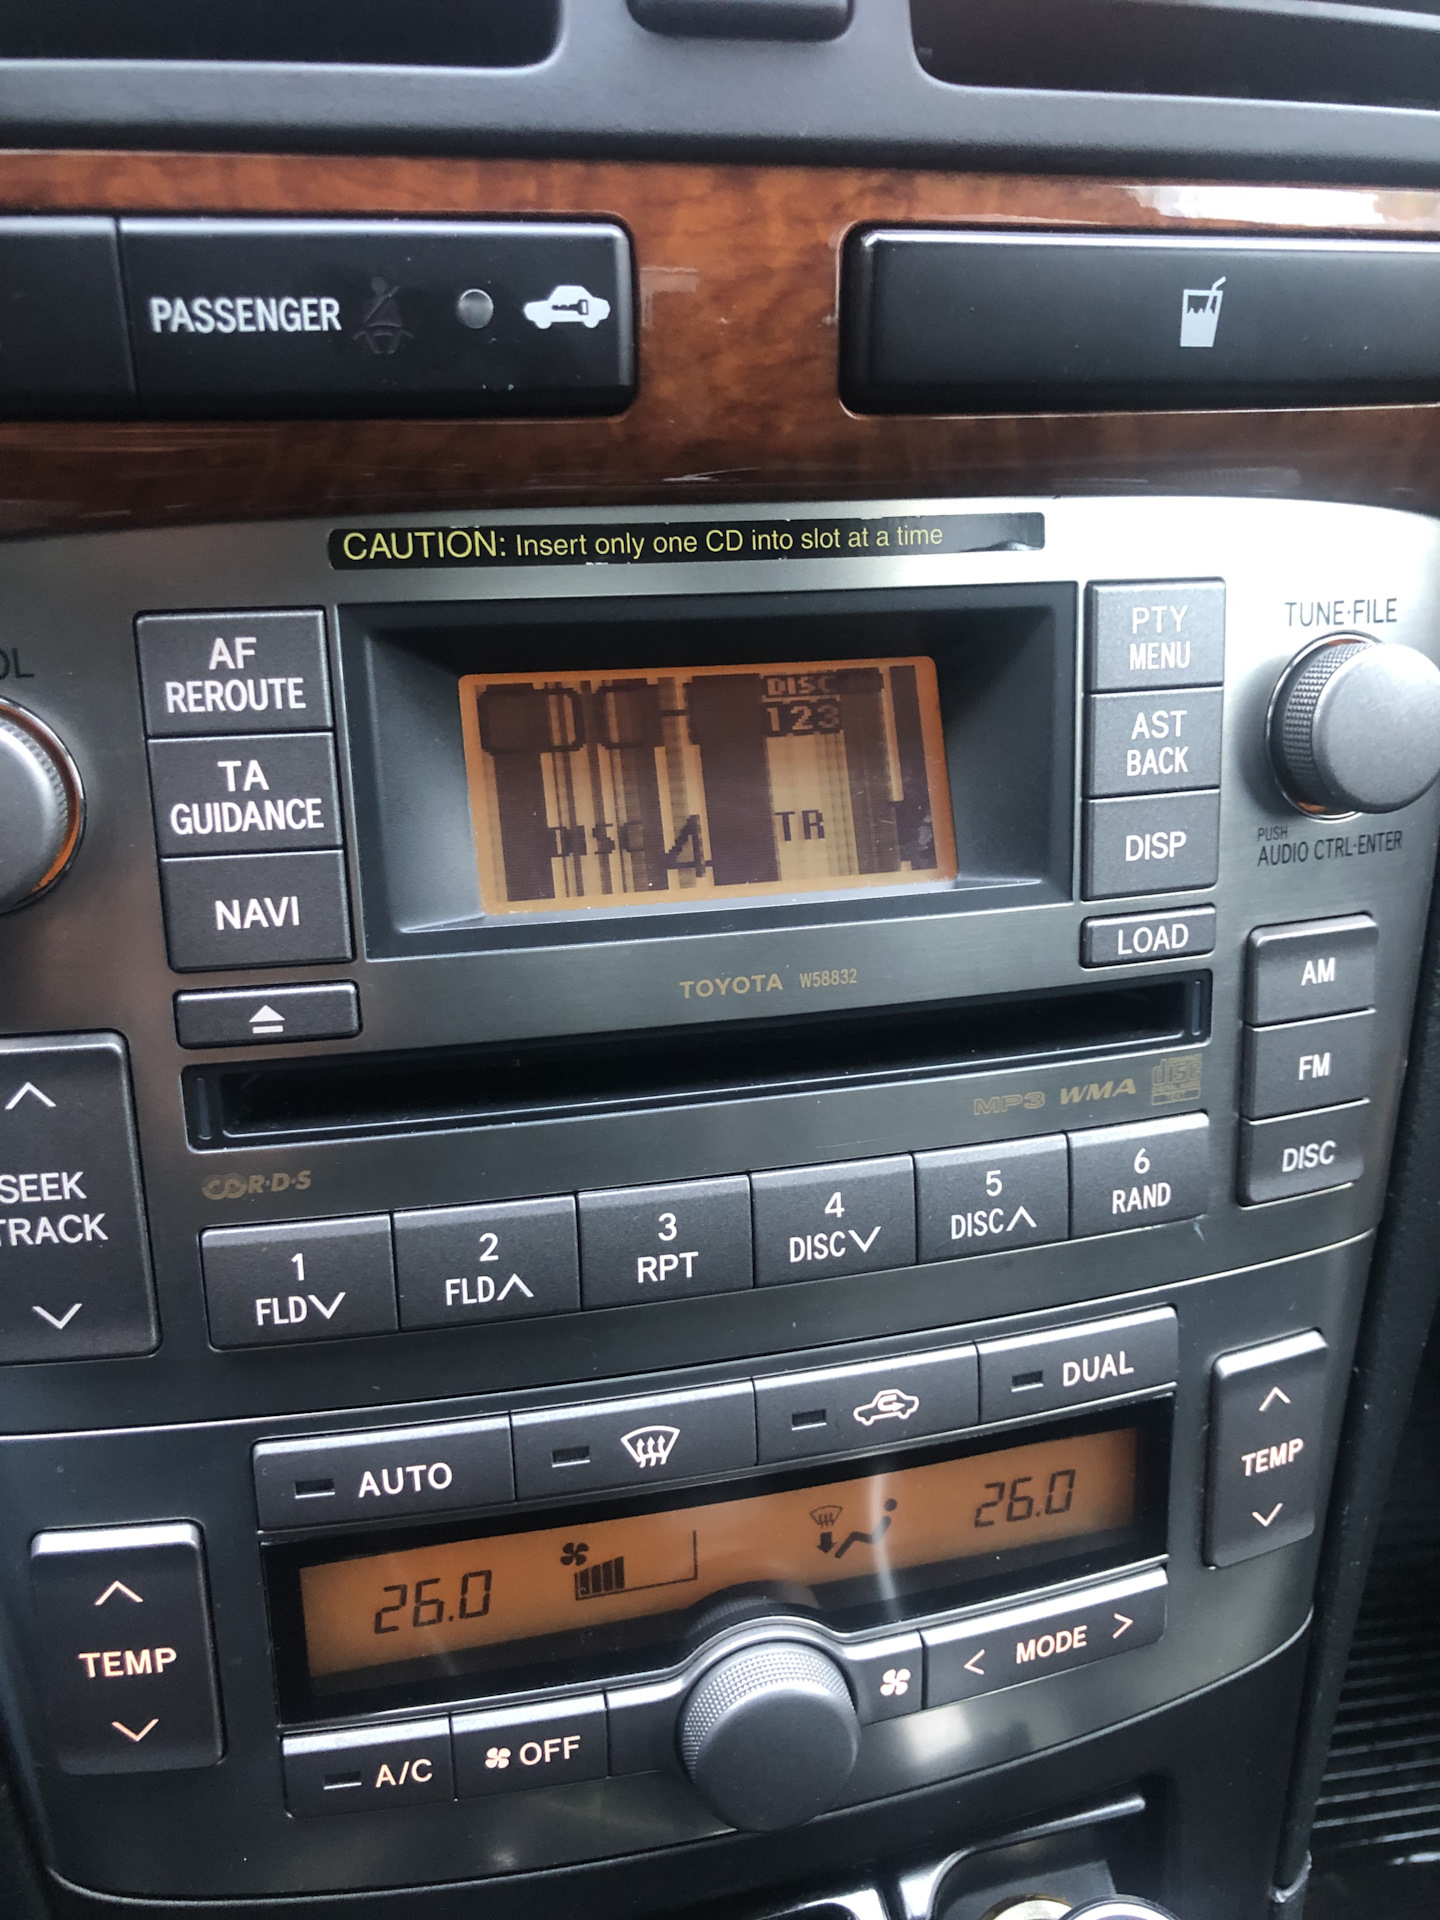 PASSENGER
CAUTION: Insert only one CD into slot at a time
AF
REROUTE
TA
GUIDANCE
NAVI
DISC
123
DISC 4 TR
PTY
MENU
AST
BACK
DISP
LOAD
TUNE·FILE
PUSH
AUDIO CTRL·ENTER
TOYOTA W58832
AM
FM
DISC
MP3 WMA
disc
R·D·S
SEEK
TRACK
1
FLD
2
FLD
3
RPT
4
DISC
5
DISC
6
RAND
AUTO
DUAL
TEMP
26.0
26.0
TEMP
A/C
OFF
< MODE >